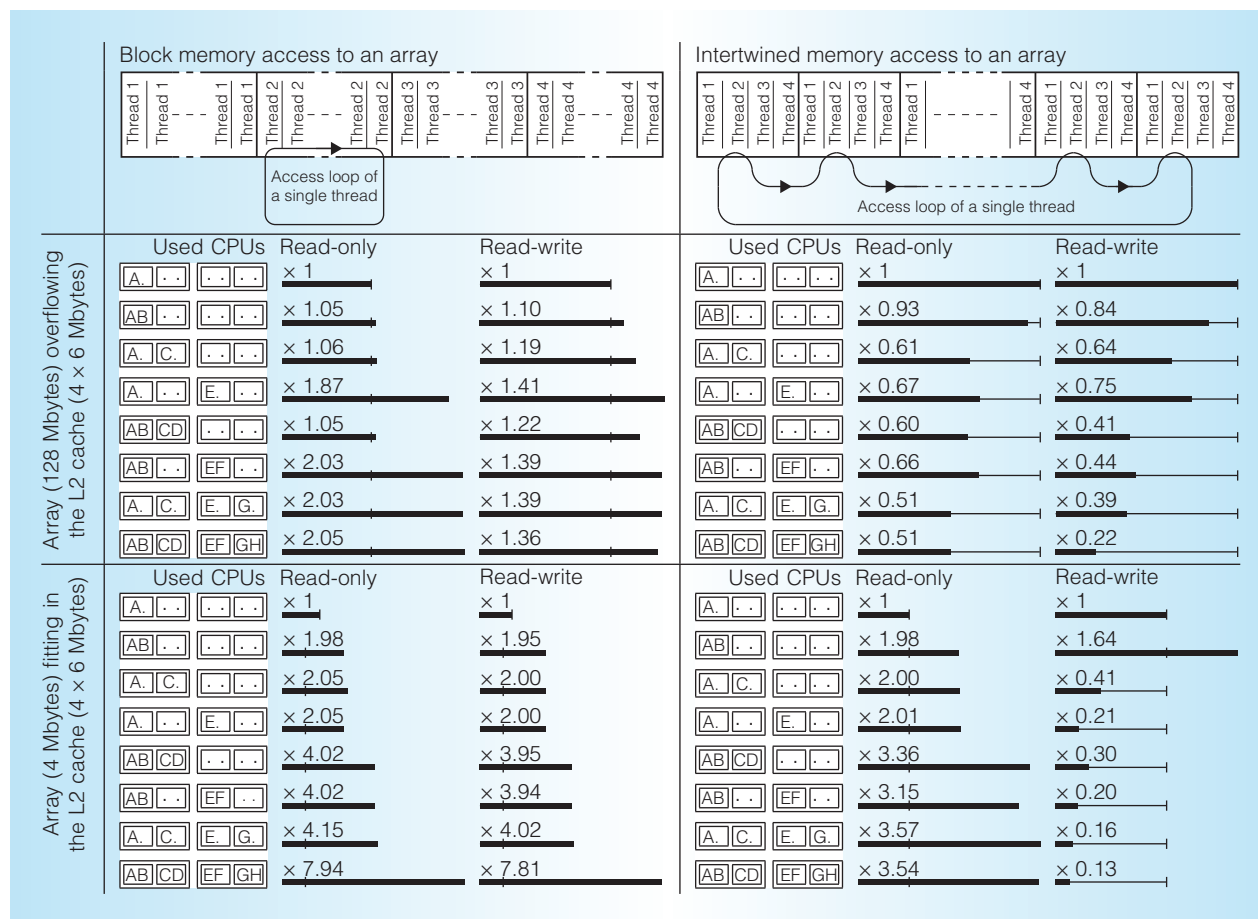 Block memory access to an array
Thread 1 Thread 1 Thread 1 Thread 1 Thread 2 Thread 2 Thread 2 Thread 2 Thread 3 Thread 3 Thread 3 Thread 3 Thread 4 Thread 4 Thread 4 Thread 4
Access loop of
a single thread
Intertwined memory access to an array
Thread 1 Thread 2 Thread 3 Thread 4 Thread 1 Thread 2 Thread 3 Thread 4 Thread 1 Thread 4 Thread 1 Thread 2 Thread 3 Thread 4 Thread 1 Thread 2 Thread 3 Thread 4
Access loop of a single thread
Array (128 Mbytes) overflowing
the L2 cache (4 × 6 Mbytes)
Used CPUs Read-only Read-write
A. . . . . . . × 1 × 1
AB . . . . . . × 1.05 × 1.10
A. C. . . . . × 1.06 × 1.19
A. . . E. . . × 1.87 × 1.41
AB CD . . . . × 1.05 × 1.22
AB . . EF . . × 2.03 × 1.39
A. C. E. G. × 2.03 × 1.39
AB CD EF GH × 2.05 × 1.36
Used CPUs Read-only Read-write
A. . . . . . . × 1 × 1
AB . . . . . . × 0.93 × 0.84
A. C. . . . . × 0.61 × 0.64
A. . . E. . . × 0.67 × 0.75
AB CD . . . . × 0.60 × 0.41
AB . . EF . . × 0.66 × 0.44
A. C. E. G. × 0.51 × 0.39
AB CD EF GH × 0.51 × 0.22
Array (4 Mbytes) fitting in
the L2 cache (4 × 6 Mbytes)
Used CPUs Read-only Read-write
A. . . . . . . × 1 × 1
AB . . . . . . × 1.98 × 1.95
A. C. . . . . × 2.05 × 2.00
A. . . E. . . × 2.05 × 2.00
AB CD . . . . × 4.02 × 3.95
AB . . EF . . × 4.02 × 3.94
A. C. E. G. × 4.15 × 4.02
AB CD EF GH × 7.94 × 7.81
Used CPUs Read-only Read-write
A. . . . . . . × 1 × 1
AB . . . . . . × 1.98 × 1.64
A. C. . . . . × 2.00 × 0.41
A. . . E. . . × 2.01 × 0.21
AB CD . . . . × 3.36 × 0.30
AB . . EF . . × 3.15 × 0.20
A. C. E. G. × 3.57 × 0.16
AB CD EF GH × 3.54 × 0.13